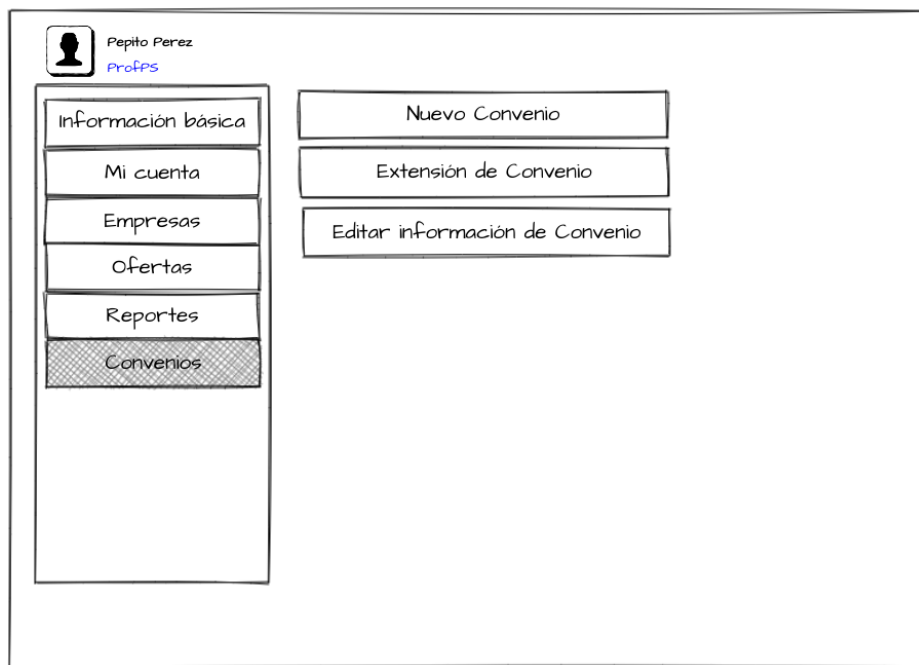 Pepito Perez
ProfPS
Información básica
Mi cuenta
Empresas
Ofertas
Reportes
Convenios
Nuevo Convenio
Extensión de Convenio
Editar información de Convenio